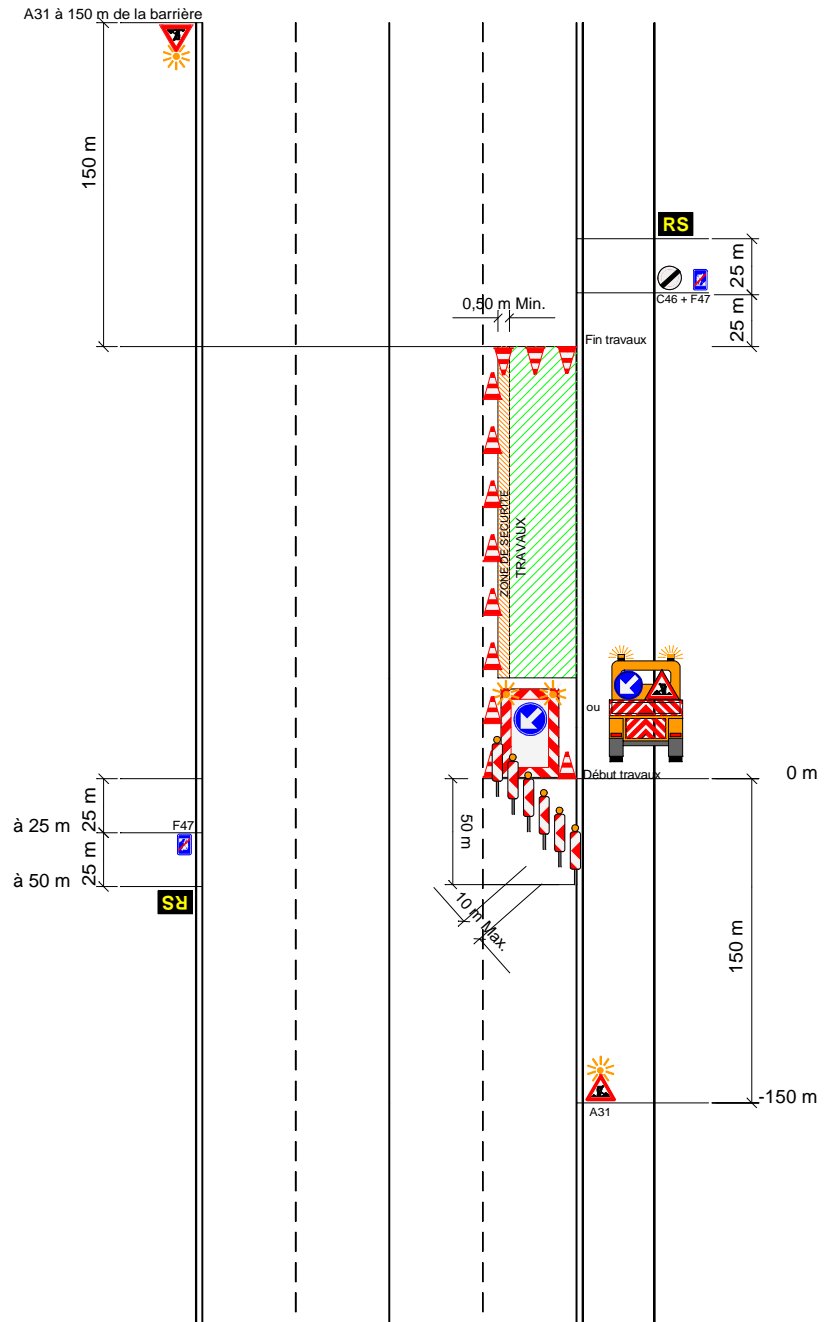 A31 à 150 m de la barrière
150 m
RS
25 m
C46 + F47
25 m
0,50 m Min.
Fin travaux
ZONE DE SECURITE
TRAVAUX
ou
Début travaux
0 m
25 m
à 25 m
F47
50 m
25 m
à 50 m
RS
10 m Max.
150 m
-150 m
A31